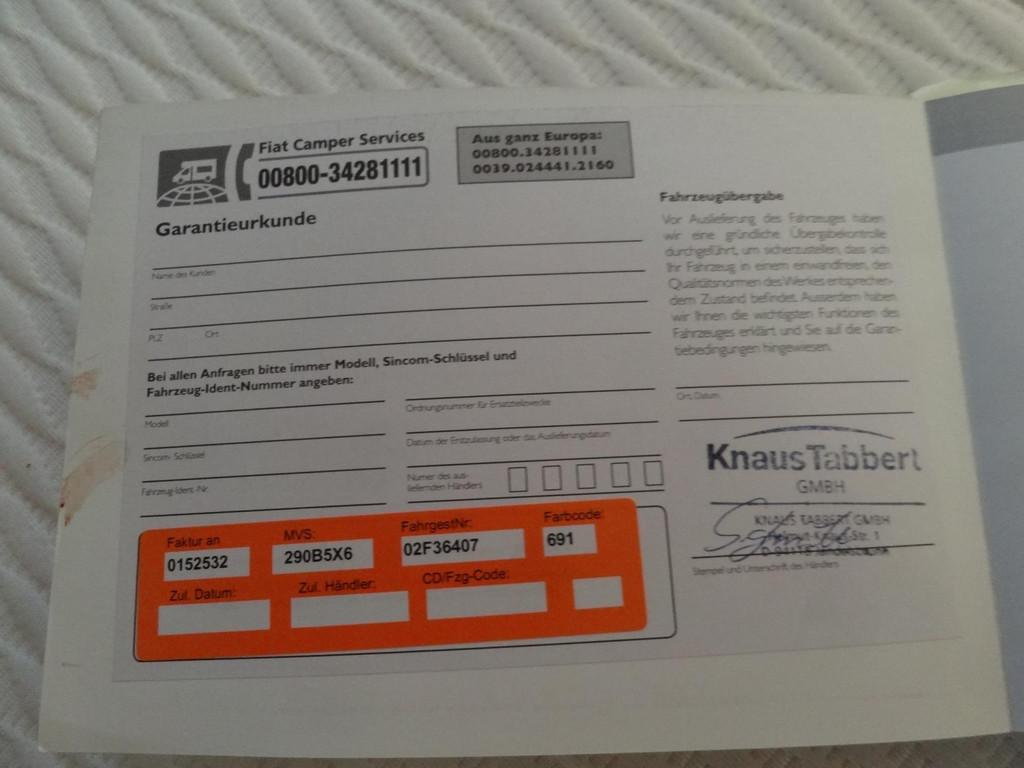 Fiat Camper Services
00800-34281111
Aus ganz Europa:
00800.34281111
0039.024441.2160
Garantieurkunde
Name des Kunden
Straße
PLZ Ort
Bei allen Anfragen bitte immer Modell, Sincom-Schlüssel und
Fahrzeug-Ident-Nummer angeben:
Modell
Sincom- Schlüssel
Fahrzeug-Ident-Nr.
Ordnungsnummer für Ersatzteilzwecke
Datum der Erstzulassung oder das Auslieferungsdatum
Numer des aus-
liefernden Händlers
Fahrzeugübergabe
Vor Auslieferung des Fahrzeuges haben
wir eine gründliche Übergabekontrolle
durchgeführt, um sicherzustellen, dass sich
Ihr Fahrzeug in einem einwandfreien, den
Qualitätsnormen des Werkes entsprechen-
dem Zustand befindet. Ausserdem haben
wir Ihnen die wichtigsten Funktionen des
Fahrzeuges erklärt und Sie auf die Garan-
tiebedingungen hingewiesen.
Ort, Datum
KnausTabbert
GMBH
KNAUS TABBERT GMBH
Str. 1
Stempel und Unterschrift des Händlers
Faktur an MVS: FahrgestNr: Farbcode:
0152532 290B5X6 02F36407 691
Zul. Datum: Zul. Händler: CD/Fzg-Code: